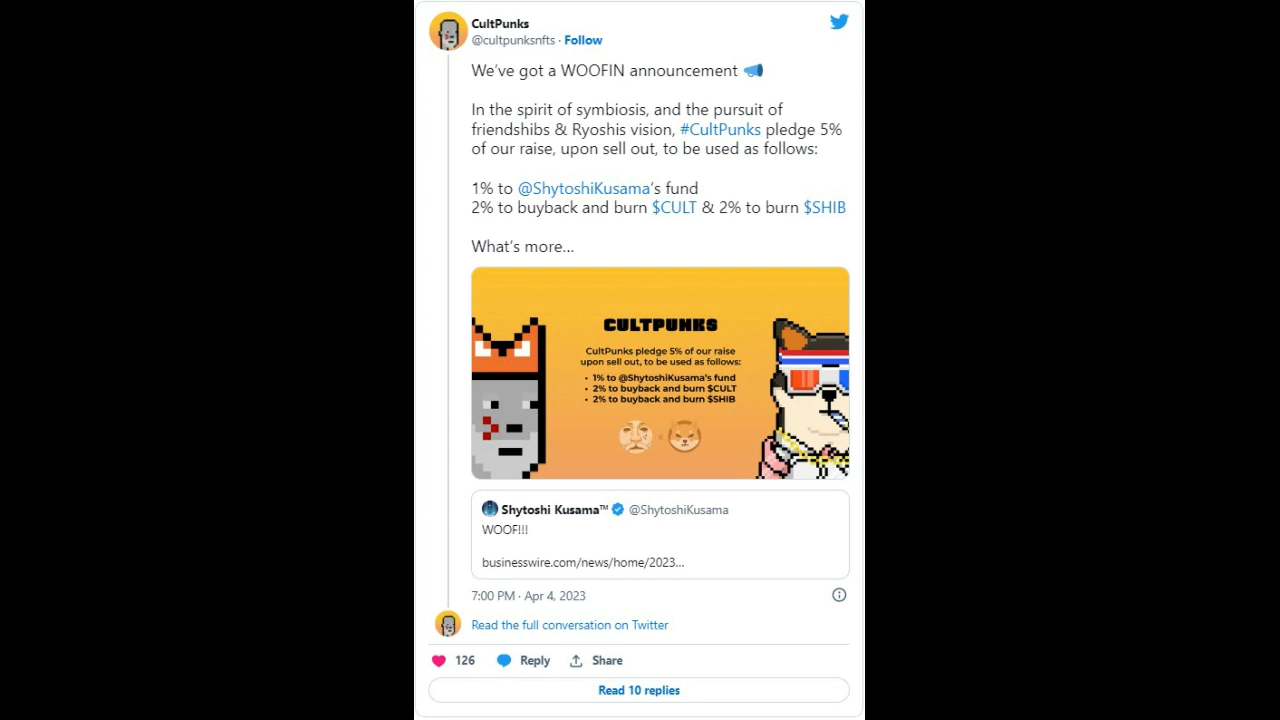 CultPunks
@cultpunksnfts · Follow
We've got a WOOFIN announcement 📣
In the spirit of symbiosis, and the pursuit of
friendshibs & Ryoshis vision, #CultPunks pledge 5%
of our raise, upon sell out, to be used as follows:
1% to @ShytoshiKusama's fund
2% to buyback and burn $CULT & 2% to burn $SHIB
What's more...
CULTPUNKS
CultPunks pledge 5% of our raise
upon sell out, to be used as follows:
• 1% to @ShytoshiKusama's fund
• 2% to buyback and burn $CULT
• 2% to buyback and burn $SHIB
x
Shytoshi Kusama™ @ShytoshiKusama
WOOF!!!
businesswire.com/news/home/2023...
7:00 PM · Apr 4, 2023
Read the full conversation on Twitter
126 Reply Share
Read 10 replies